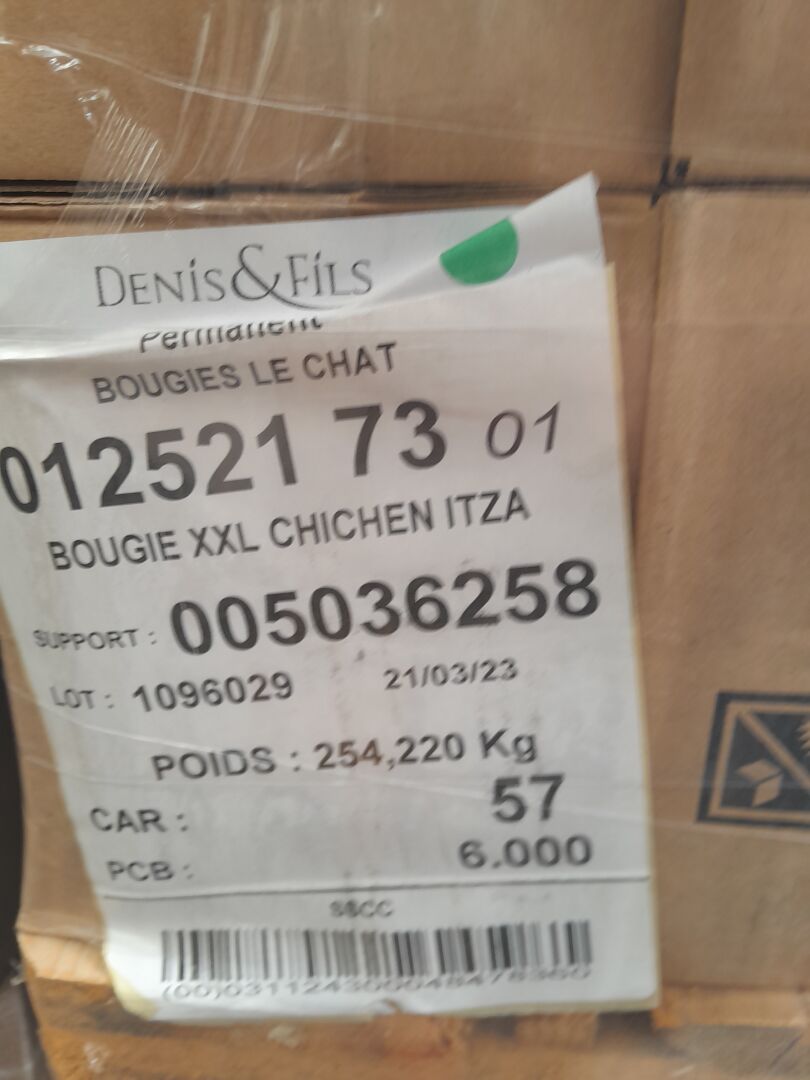 DENIS&FILS
Permanent
BOUGIES LE CHAT
012521 73 01
BOUGIE XXL CHICHEN ITZA
SUPPORT : 005036258
LOT : 1096029 21/03/23
POIDS : 254,220 Kg
CAR : 57
PCB : 6.000
SSCC